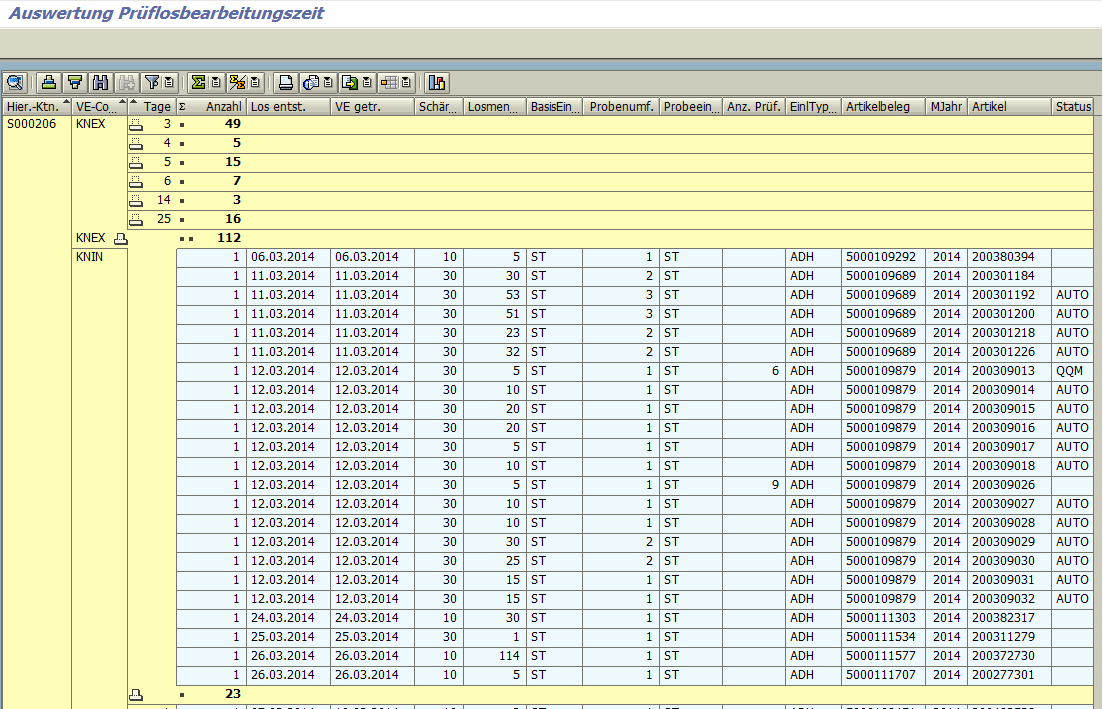 Auswertung Prüflosbearbeitungszeit
Hier.-Ktn. VE-Co... Tage Σ Anzahl Los entst. VE getr. Schär... Losmen... BasisEin... Probenumf. Probeein... Anz. Prüf. EinlTyp... Artikelbeleg MJahr Artikel Status
S000206 KNEX 3 49
4 5
5 15
6 7
14 3
25 16
KNEX 112
KNIN 1 06.03.2014 06.03.2014 10 5 ST 1 ST ADH 5000109292 2014 200380394
1 11.03.2014 11.03.2014 30 30 ST 2 ST ADH 5000109689 2014 200301184
1 11.03.2014 11.03.2014 30 53 ST 3 ST ADH 5000109689 2014 200301192 AUTO
1 11.03.2014 11.03.2014 30 51 ST 3 ST ADH 5000109689 2014 200301200 AUTO
1 11.03.2014 11.03.2014 30 23 ST 2 ST ADH 5000109689 2014 200301218 AUTO
1 11.03.2014 11.03.2014 30 32 ST 2 ST ADH 5000109689 2014 200301226 AUTO
1 12.03.2014 12.03.2014 30 5 ST 1 ST 6 ADH 5000109879 2014 200309013 QQM
1 12.03.2014 12.03.2014 30 10 ST 1 ST ADH 5000109879 2014 200309014 AUTO
1 12.03.2014 12.03.2014 30 20 ST 1 ST ADH 5000109879 2014 200309015 AUTO
1 12.03.2014 12.03.2014 30 20 ST 1 ST ADH 5000109879 2014 200309016 AUTO
1 12.03.2014 12.03.2014 30 5 ST 1 ST ADH 5000109879 2014 200309017 AUTO
1 12.03.2014 12.03.2014 30 10 ST 1 ST ADH 5000109879 2014 200309018 AUTO
1 12.03.2014 12.03.2014 30 5 ST 1 ST 9 ADH 5000109879 2014 200309026
1 12.03.2014 12.03.2014 30 10 ST 1 ST ADH 5000109879 2014 200309027 AUTO
1 12.03.2014 12.03.2014 30 10 ST 1 ST ADH 5000109879 2014 200309028 AUTO
1 12.03.2014 12.03.2014 30 30 ST 2 ST ADH 5000109879 2014 200309029 AUTO
1 12.03.2014 12.03.2014 30 25 ST 2 ST ADH 5000109879 2014 200309030 AUTO
1 12.03.2014 12.03.2014 30 15 ST 1 ST ADH 5000109879 2014 200309031 AUTO
1 12.03.2014 12.03.2014 30 15 ST 1 ST ADH 5000109879 2014 200309032 AUTO
1 24.03.2014 24.03.2014 10 30 ST 1 ST ADH 5000111303 2014 200382317
1 25.03.2014 25.03.2014 30 1 ST 1 ST ADH 5000111534 2014 200311279
1 26.03.2014 26.03.2014 10 114 ST 1 ST ADH 5000111577 2014 200372730
1 26.03.2014 26.03.2014 10 5 ST 1 ST ADH 5000111707 2014 200277301
23